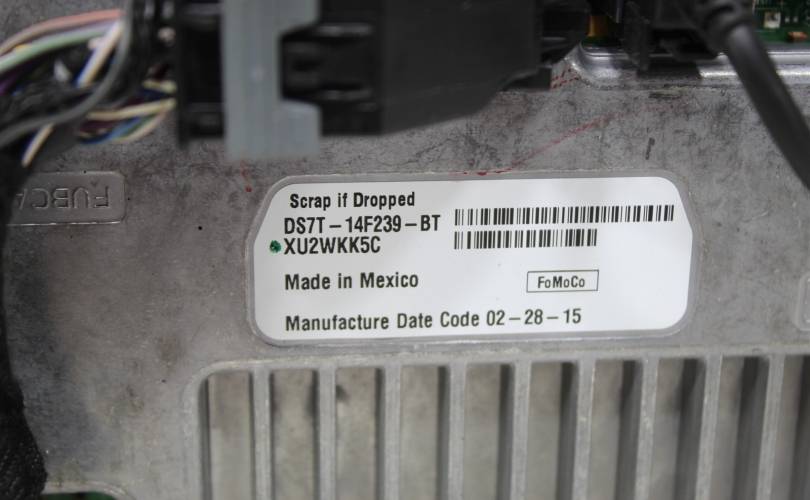 Scrap if Dropped
DS7T-14F239-BT
XU2WKK5C
Made in Mexico
FoMoCo
Manufacture Date Code 02-28-15